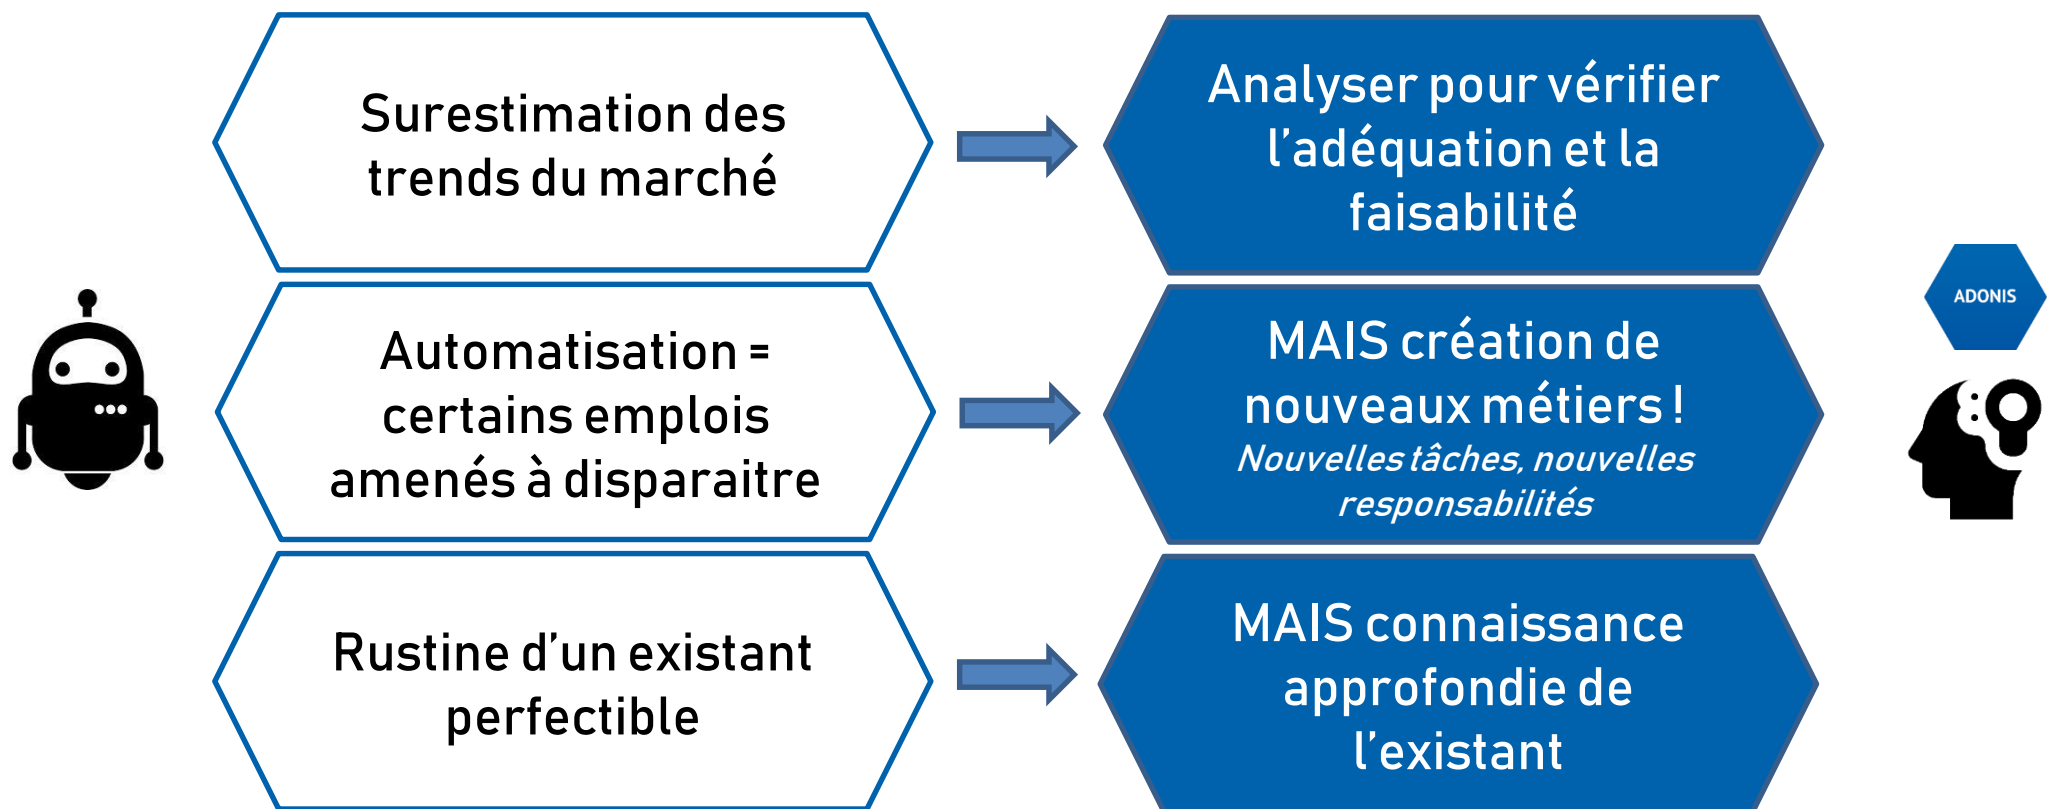 Surestimation des
trends du marché
Analyser pour vérifier
l’adéquation et la
faisabilité
Automatisation =
certains emplois
amenés à disparaitre
MAIS création de
nouveaux métiers !
Nouvelles tâches, nouvelles
responsabilités
ADONIS
Rustine d’un existant
perfectible
MAIS connaissance
approfondie de
l’existant